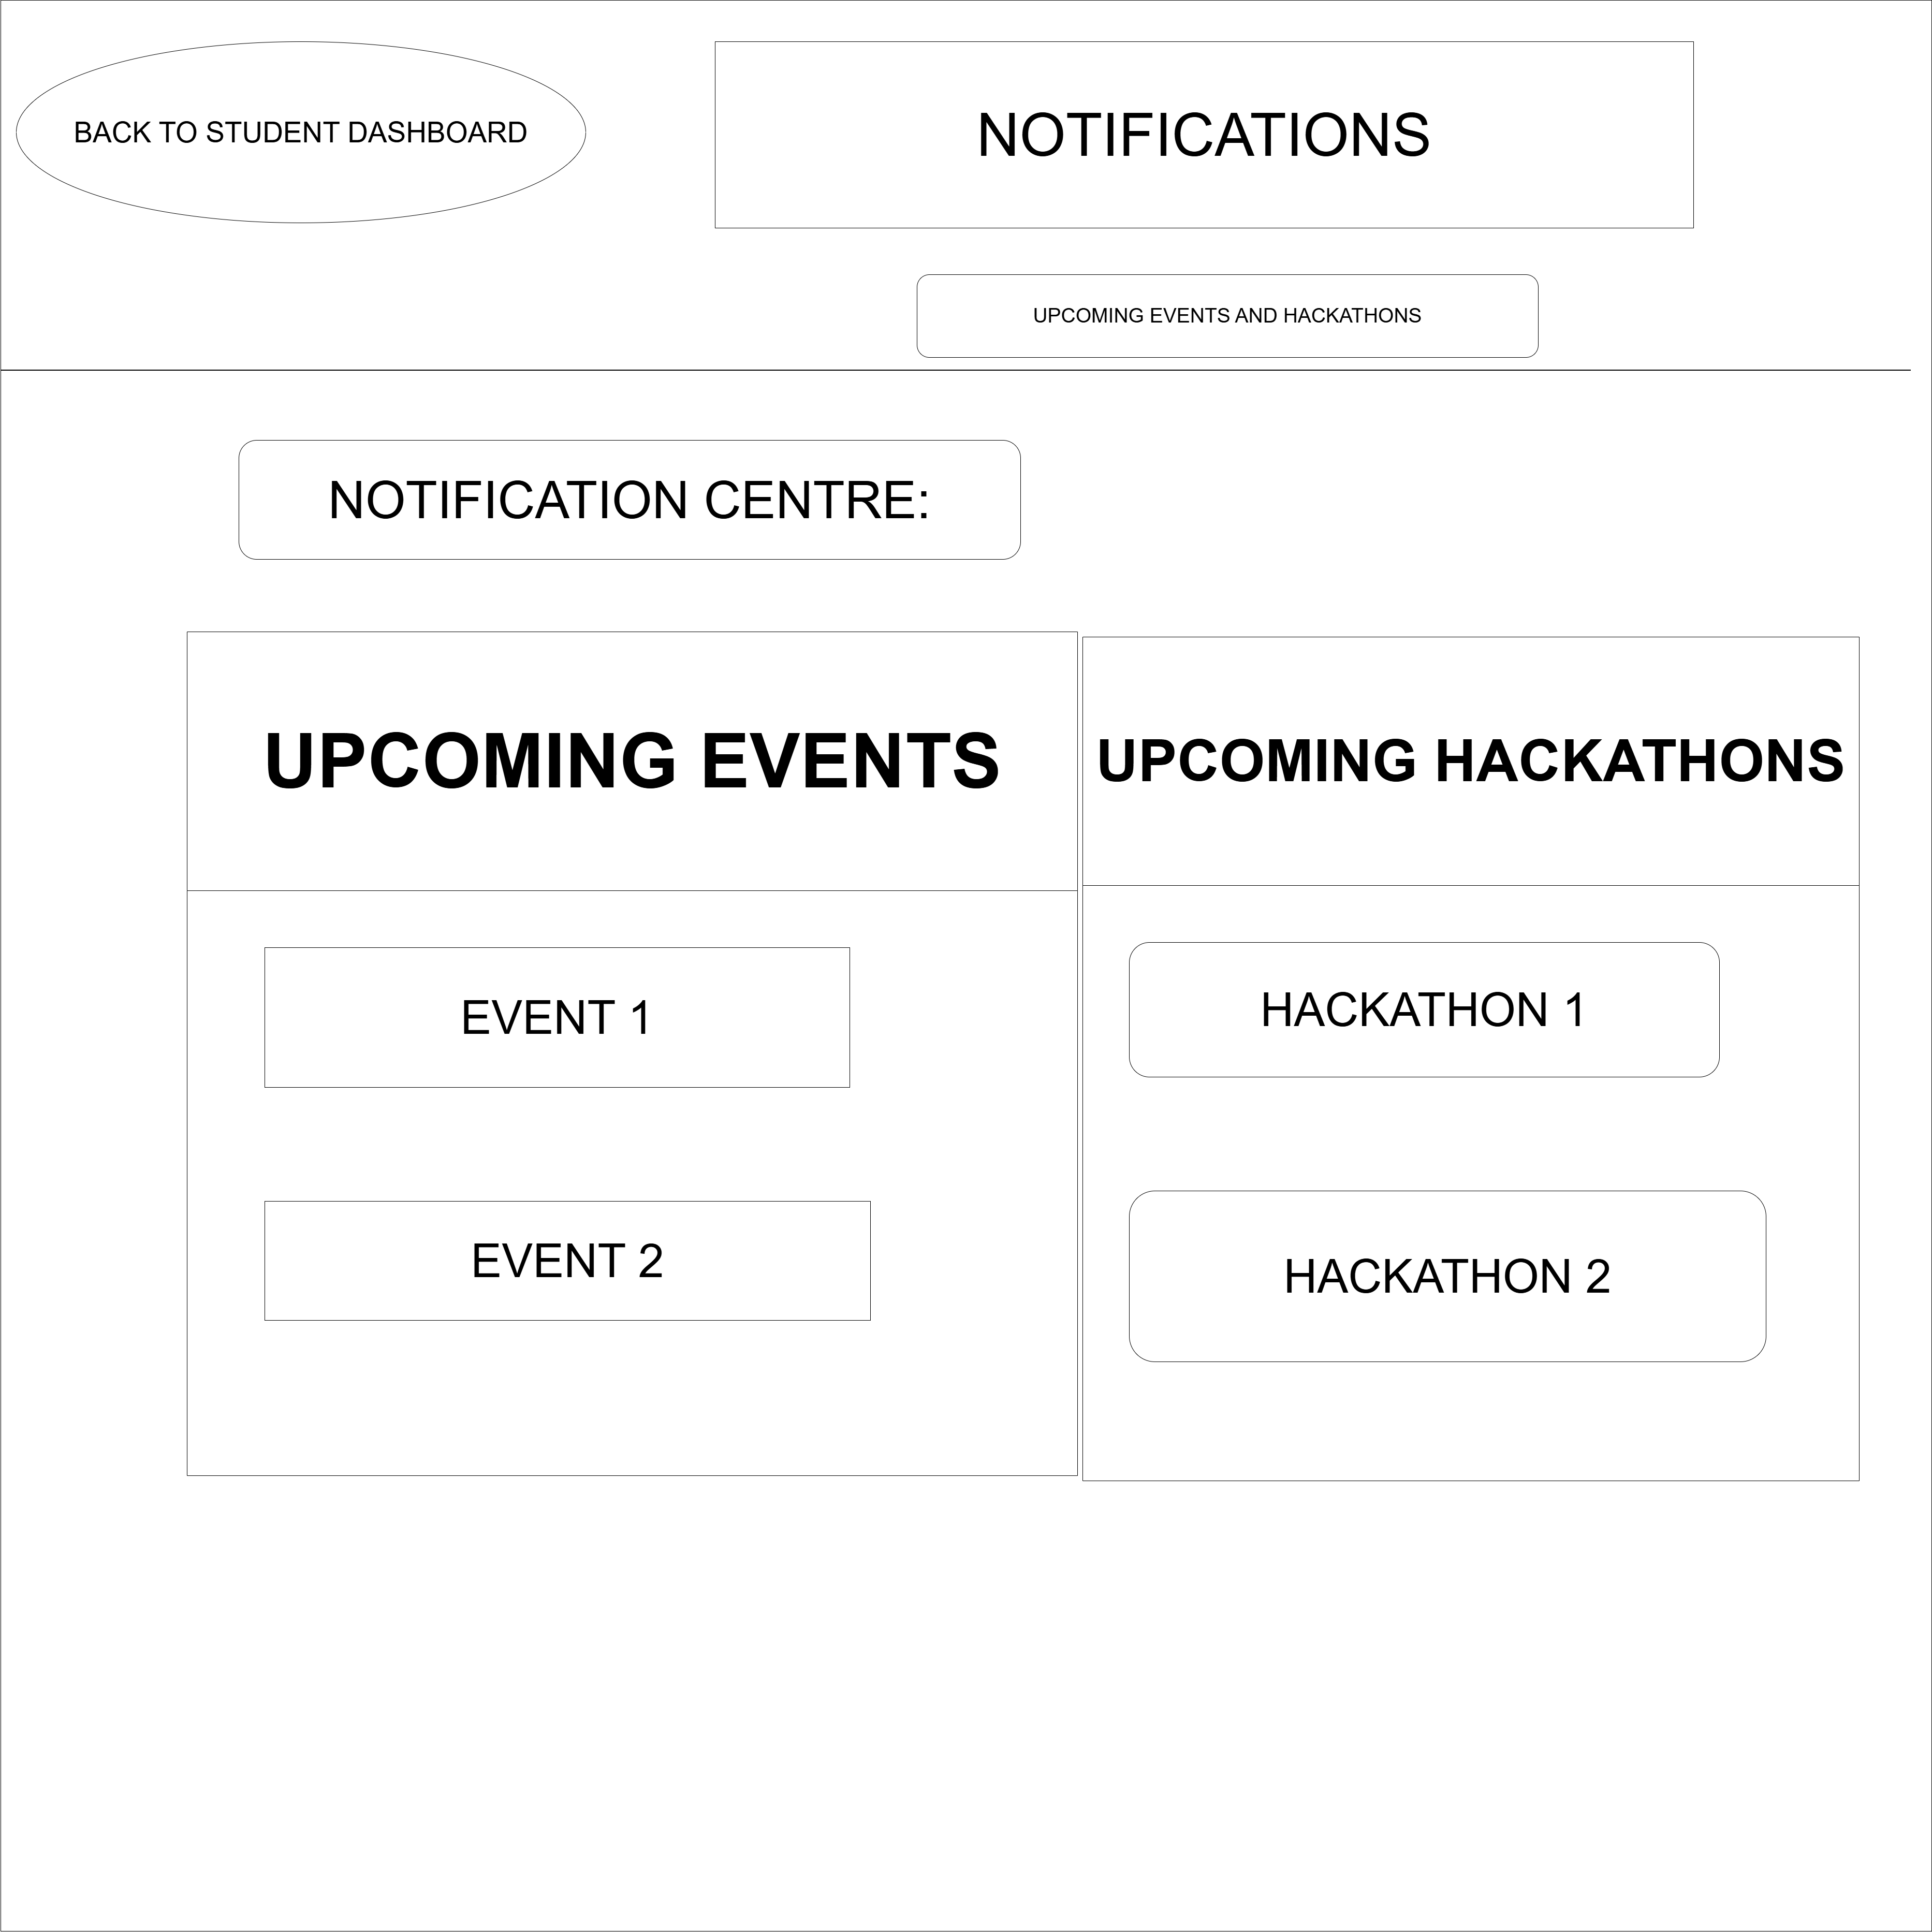 BACK TO STUDENT DASHBOARD
NOTIFICATIONS
UPCOMING EVENTS AND HACKATHONS
NOTIFICATION CENTRE:
UPCOMING EVENTS
UPCOMING HACKATHONS
EVENT 1
HACKATHON 1
EVENT 2
HACKATHON 2